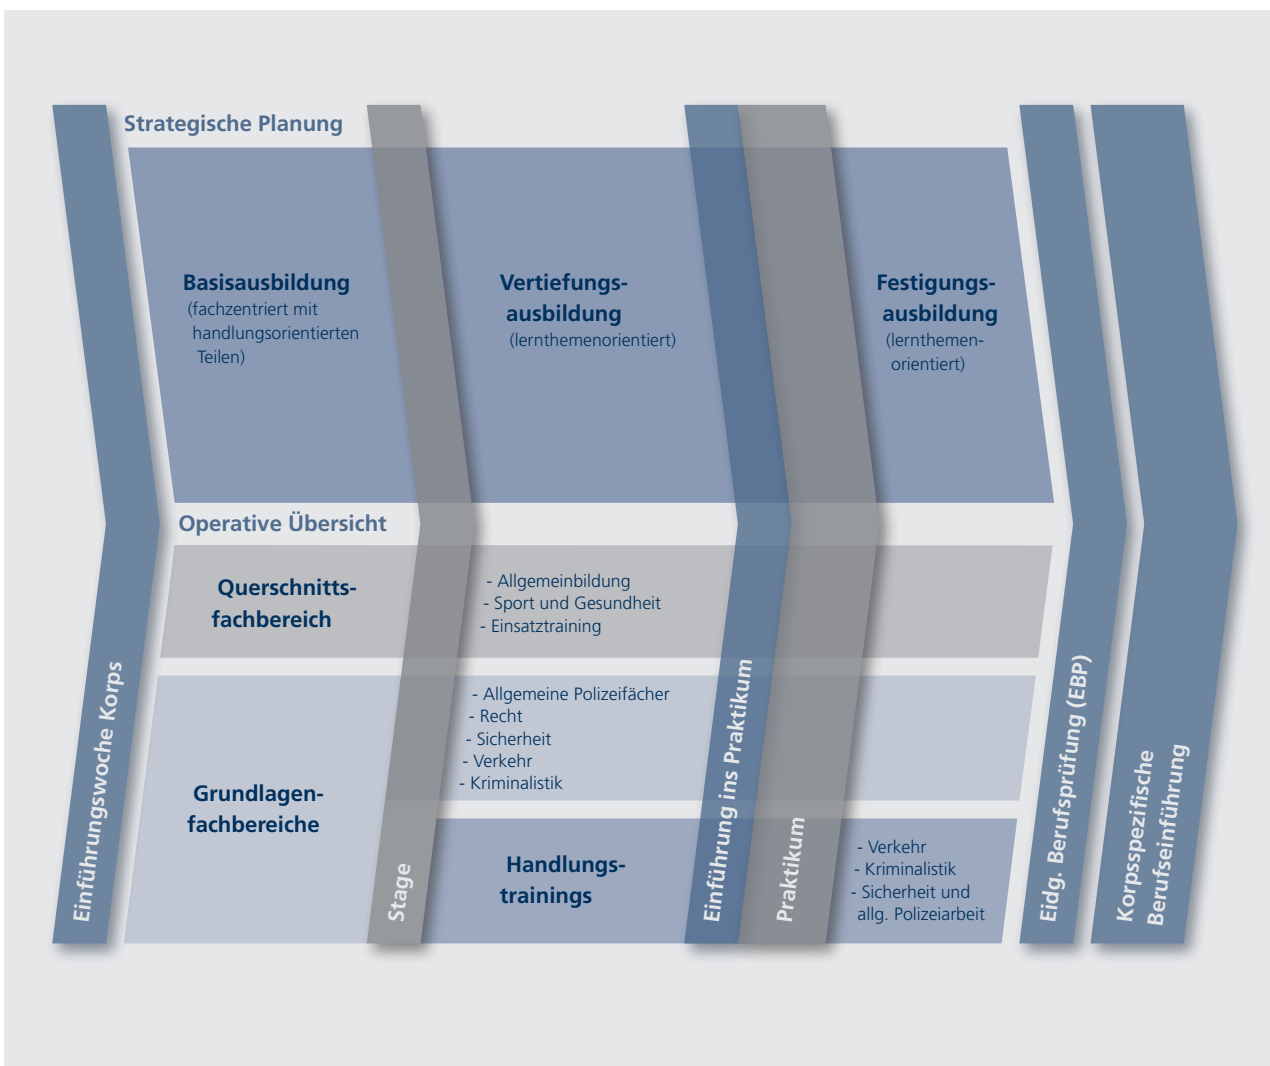 Strategische Planung
Basisausbildung
(fachzentriert mit
handlungsorientierten
Teilen)
Vertiefungs-
ausbildung
(lernthemenorientiert)
Festigungs-
ausbildung
(lernthemen-
orientiert)
Operative Übersicht
Querschnitts-
fachbereich
- Allgemeinbildung
- Sport und Gesundheit
- Einsatztraining
Grundlagen-
fachbereiche
- Allgemeine Polizeifächer
- Recht
- Sicherheit
- Verkehr
- Kriminalistik
Handlungs-
trainings
- Verkehr
- Kriminalistik
- Sicherheit und
allg. Polizeiarbeit
Einführungswoche Korps
Stage
Einführung ins Praktikum
Praktikum
Eidg. Berufsprüfung (EBP)
Korpsspezifische
Berufseinführung